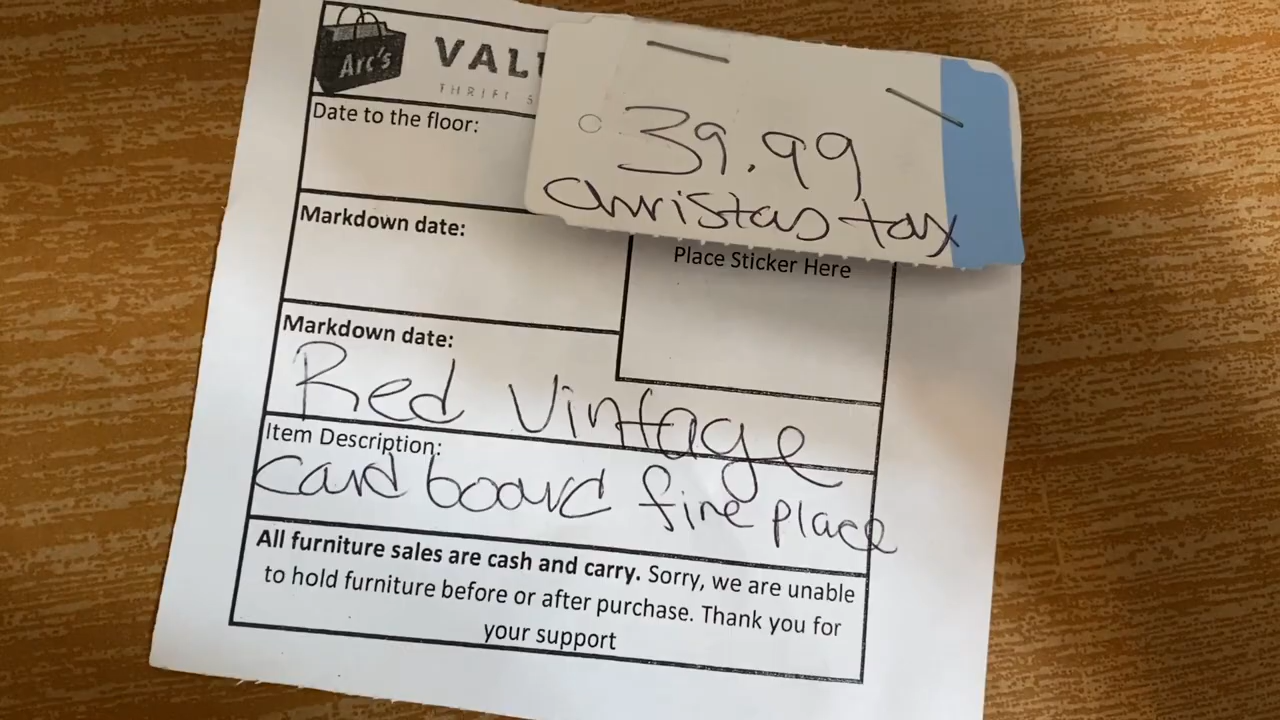 Arc's
VAL
THRIFT S
39.99
Christas tax
Date to the floor:
Markdown date:
Place Sticker Here
Markdown date:
Red Vintage
Item Description:
Cardboard fire place
All furniture sales are cash and carry. Sorry, we are unable
to hold furniture before or after purchase. Thank you for
your support